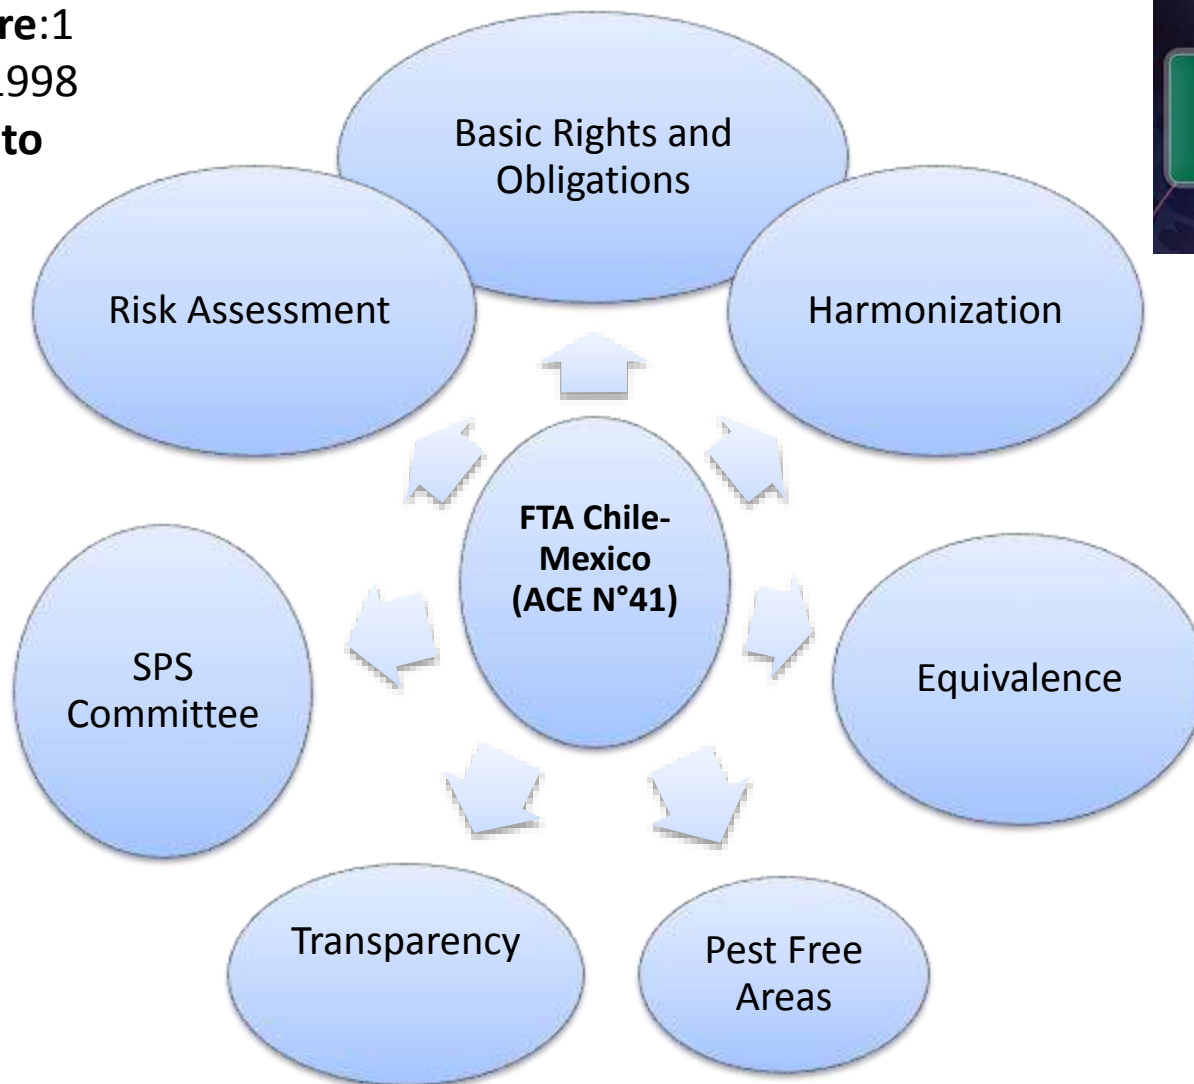 re:1
1998
to
Basic Rights and
Obligations
Risk Assessment
Harmonization
FTA Chile-
Mexico
(ACE N°41)
SPS
Committee
Equivalence
Transparency
Pest Free
Areas